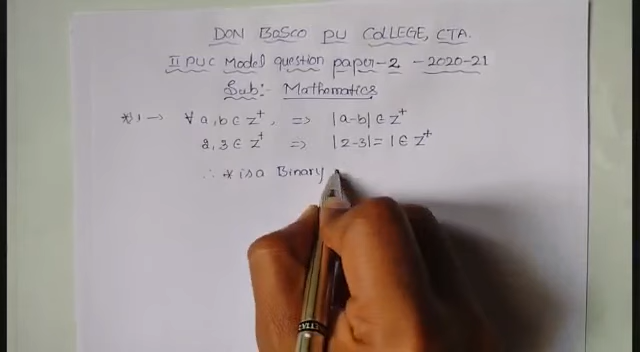 DON BOSCO PU COLLEGE, CTA.
II PUC Model question paper-2 - 2020-21
Sub:- Mathematics
*1 → ∀ a,b ∈ Z⁺, => |a-b| ∈ Z⁺
2,3 ∈ Z⁺ => |2-3| = 1 ∈ Z⁺
∴ * is a Binary